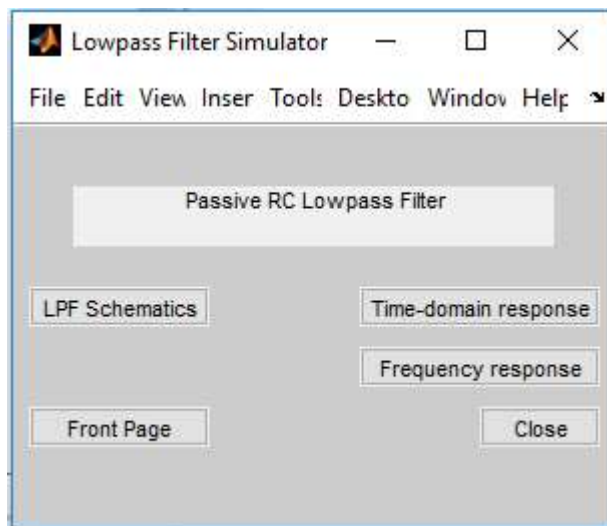 Lowpass Filter Simulator
File Edit View Inser Tools Deskto Window Help
Passive RC Lowpass Filter
LPF Schematics Time-domain response
Frequency response
Front Page Close